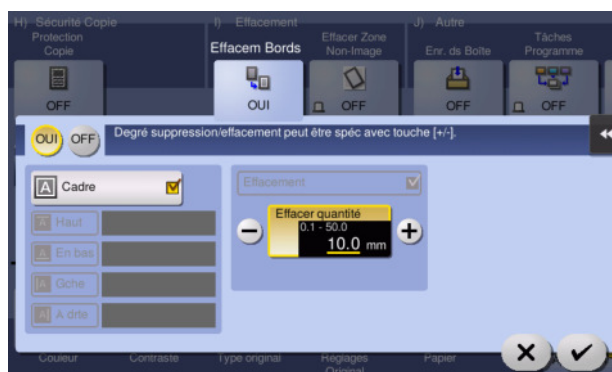 H) Sécurité Copie
I) Effacement
J) Autre
Protection
Copie
Effacem Bords
Effacer Zone
Non-Image
Enr. ds Boîte
Tâches
Programme
OFF
OUI
OFF
OFF
OFF
OUI
OFF
Degré suppression/effacement peut être spéc avec touche [+/-].
Cadre
Haut
En bas
Gche
A drte
Effacement
Effacer quantité
0.1 - 50.0
10.0 mm
Couleur
Contraste
Type original
Réglages
Original
Papier